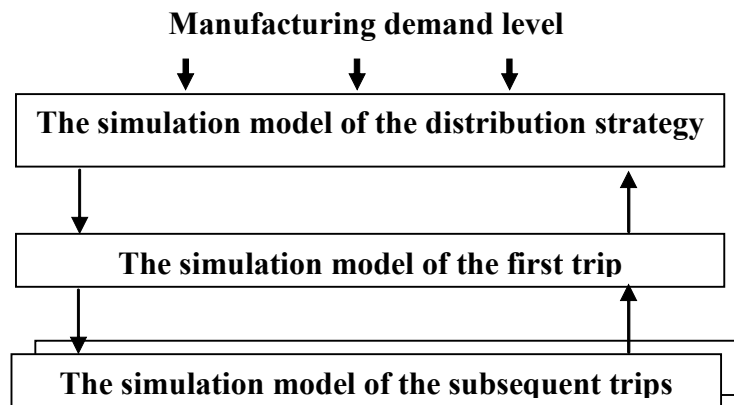 Manufacturing demand level
The simulation model of the distribution strategy
The simulation model of the first trip
The simulation model of the subsequent trips